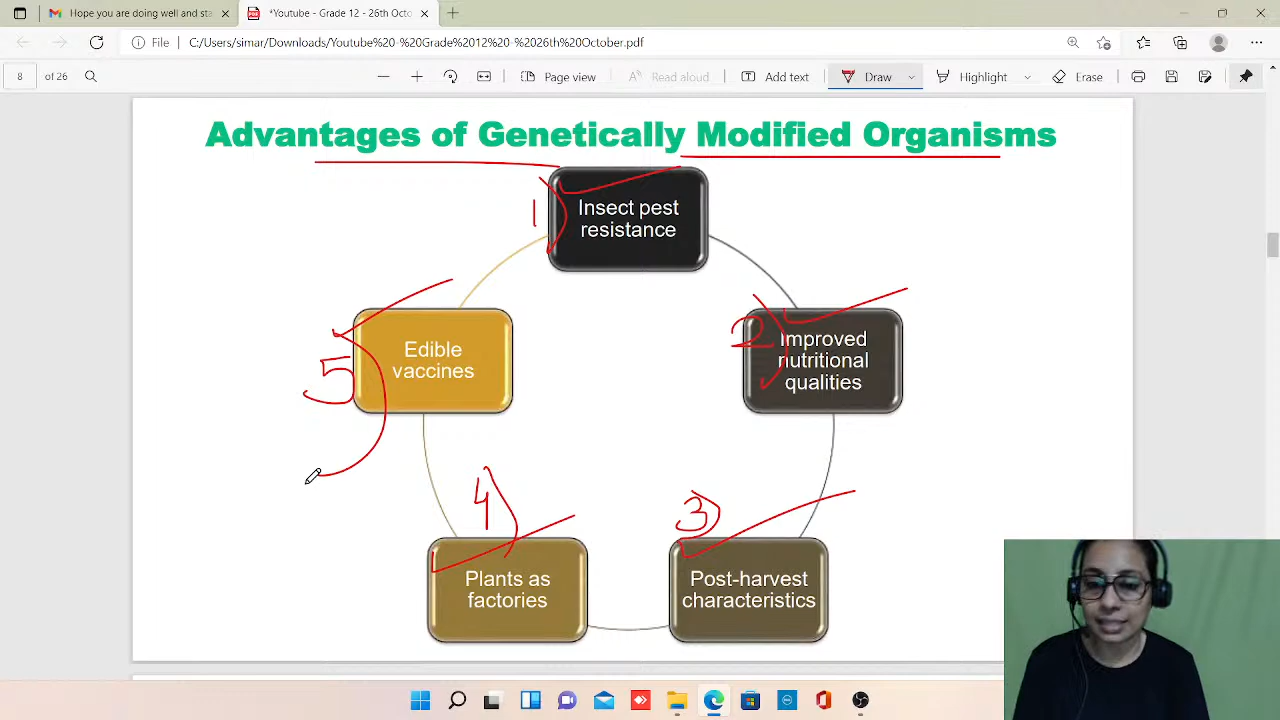 Hope you are doing well and sta
*Youtube - Grade 12 - 26th Octo
File
C:/Users/simar/Downloads/Youtube%20-%20Grade%2012%20-%2026th%20October.pdf
8 of 26
Page view
Read aloud
Add text
Draw
Highlight
Erase
Advantages of Genetically Modified Organisms
1)
Insect pest
resistance
2)
Improved
nutritional
qualities
3)
Post-harvest
characteristics
4)
Plants as
factories
5)
Edible
vaccines